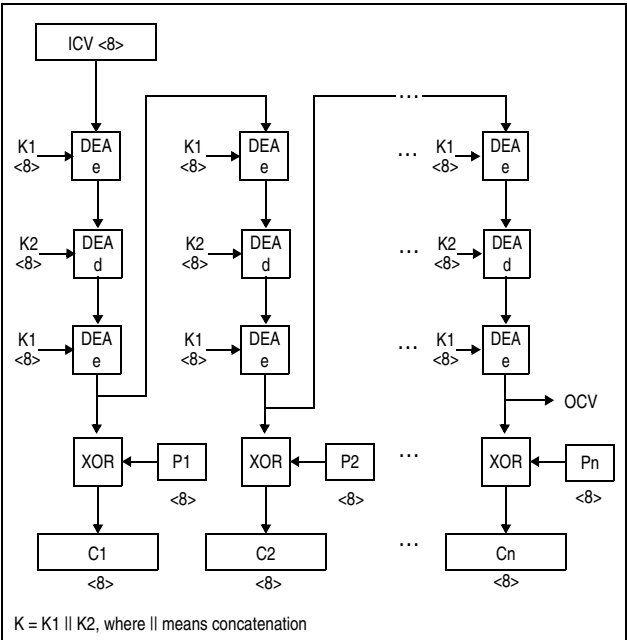 ICV <8>
...
...
K1
<8>
DEA
e
K1
<8>
DEA
e
...
K1
<8>
DEA
e
K2
<8>
DEA
d
K2
<8>
DEA
d
...
K2
<8>
DEA
d
K1
<8>
DEA
e
K1
<8>
DEA
e
...
K1
<8>
DEA
e
OCV
XOR
P1
<8>
XOR
P2
<8>
...
XOR
Pn
<8>
C1
<8>
C2
<8>
...
Cn
<8>
K = K1 || K2, where || means concatenation